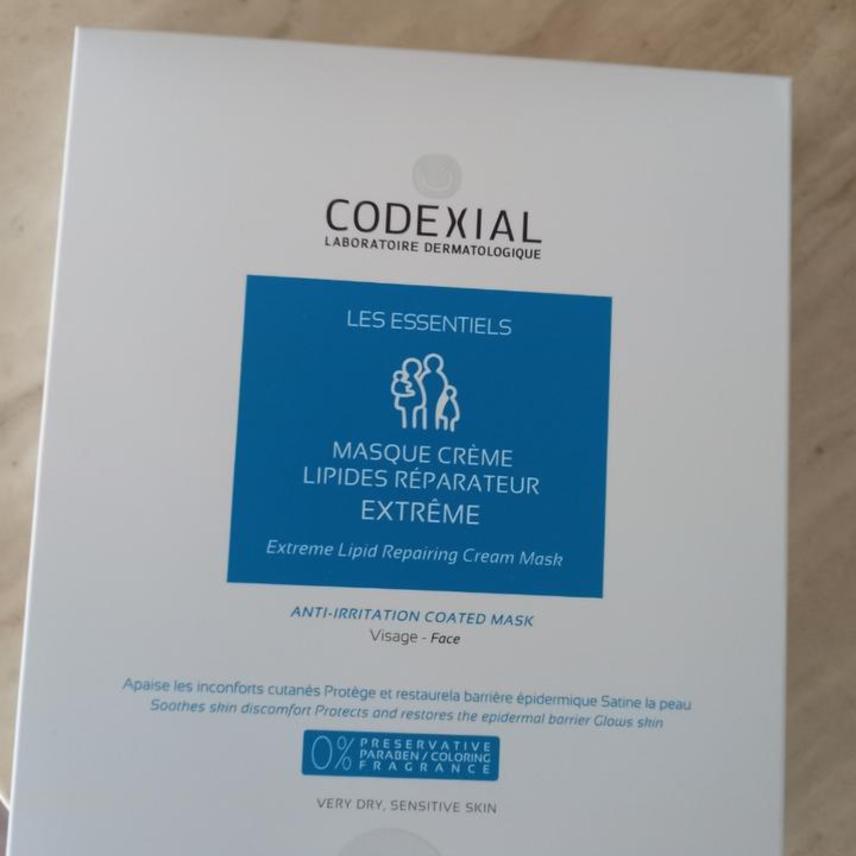 CODEXIAL
LABORATOIRE DERMATOLOGIQUE
LES ESSENTIELS
MASQUE CRÈME
LIPIDES RÉPARATEUR
EXTRÊME
Extreme Lipid Repairing Cream Mask
ANTI-IRRITATION COATED MASK
Visage - Face
Apaise les inconforts cutanés Protège et restaurela barrière épidermique Satine la peau
Soothes skin discomfort Protects and restores the epidermal barrier Glows skin
0% PRESERVATIVE
PARABEN / COLORING
FRAGRANCE
VERY DRY, SENSITIVE SKIN